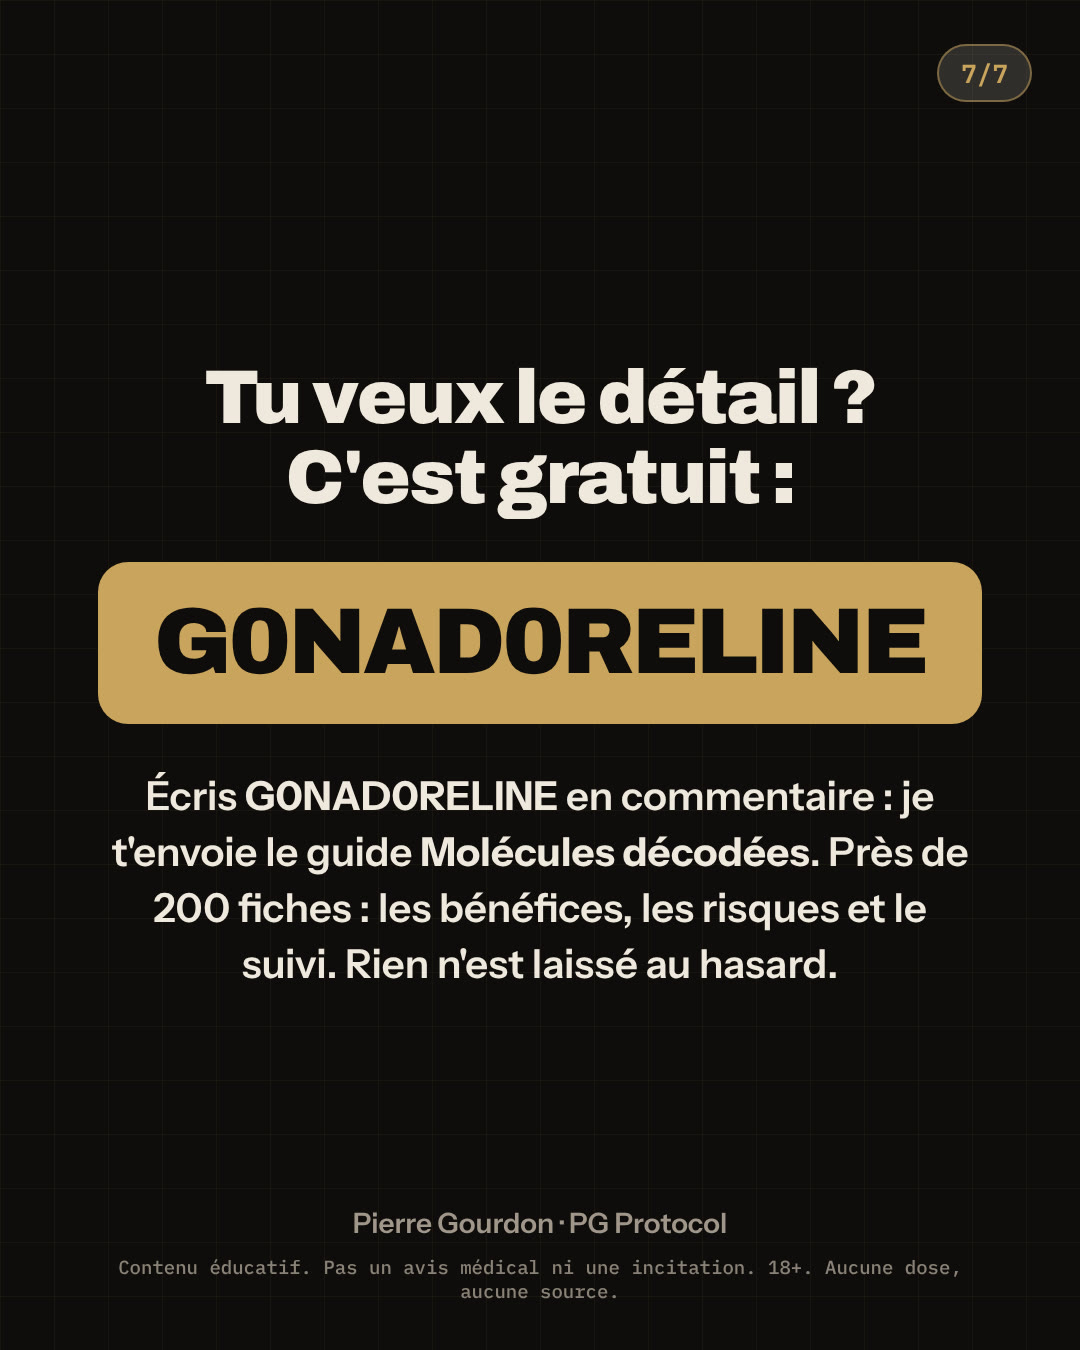 7/7
Tu veux le détail ?
C'est gratuit :
G0NAD0RELINE
Écris G0NAD0RELINE en commentaire : je
t'envoie le guide Molécules décodées. Près de
200 fiches : les bénéfices, les risques et le
suivi. Rien n'est laissé au hasard.
Pierre Gourdon · PG Protocol
Contenu éducatif. Pas un avis médical ni une incitation. 18+. Aucune dose,
aucune source.